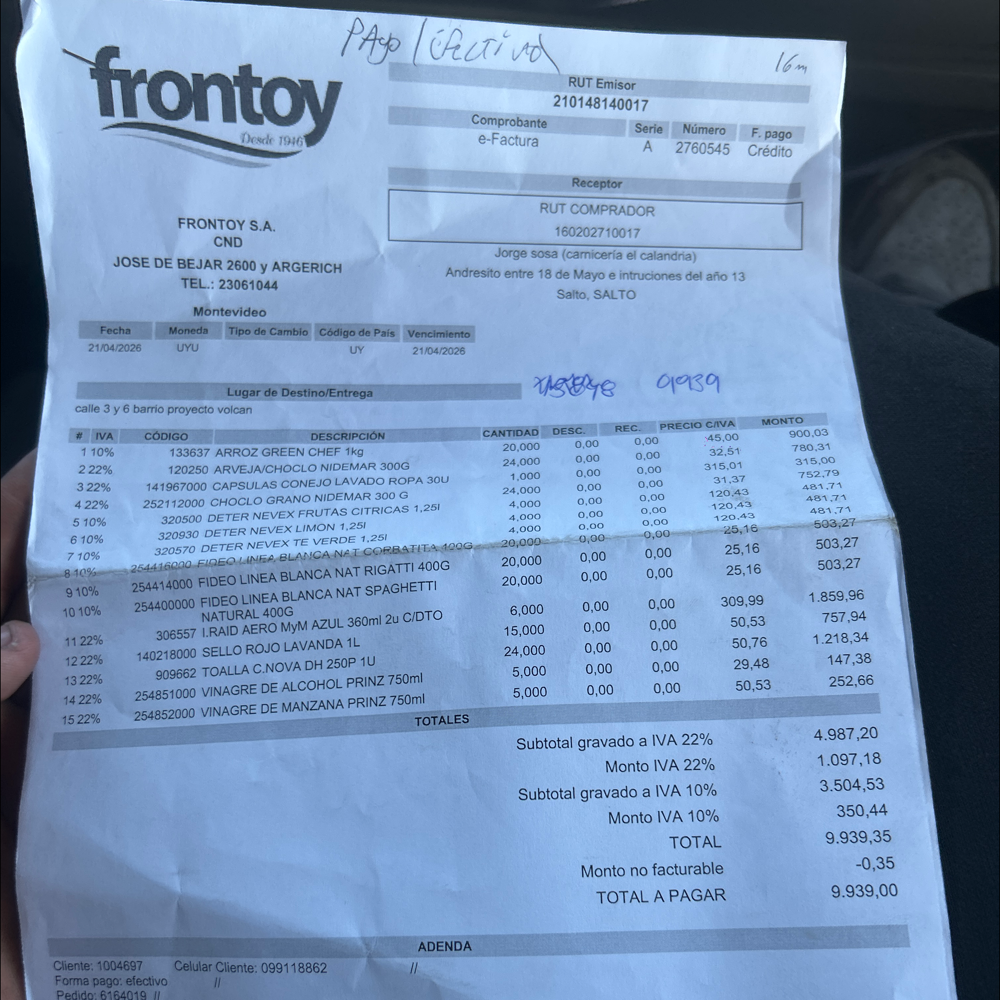 PAgo / efectivo
16m
frontoy
Desde 1946
RUT Emisor
210148140017
Comprobante Serie Número F. pago
e-Factura A 2760545 Crédito
Receptor
RUT COMPRADOR
160202710017
Jorge sosa (carnicería el calandria)
Andresito entre 18 de Mayo e intruciones del año 13
Salto, SALTO
FRONTOY S.A.
CND
JOSE DE BEJAR 2600 y ARGERICH
TEL.: 23061044
Montevideo
Fecha Moneda Tipo de Cambio Código de País Vencimiento
21/04/2026 UYU UY 21/04/2026
Lugar de Destino/Entrega
9939
calle 3 y 6 barrio proyecto volcan
# IVA CÓDIGO DESCRIPCIÓN CANTIDAD DESC. REC. PRECIO C/IVA MONTO
1 10% 133637 ARROZ GREEN CHEF 1kg 20,000 0,00 0,00 45,00 900,03
2 22% 120250 ARVEJA/CHOCLO NIDEMAR 300G 24,000 0,00 0,00 32,51 780,31
3 22% 141967000 CAPSULAS CONEJO LAVADO ROPA 30U 1,000 0,00 0,00 315,01 315,00
4 22% 252112000 CHOCLO GRANO NIDEMAR 300 G 24,000 0,00 0,00 31,37 752,79
5 10% 320500 DETER NEVEX FRUTAS CITRICAS 1,25l 4,000 0,00 0,00 120,43 481,71
6 10% 320930 DETER NEVEX LIMON 1,25l 4,000 0,00 0,00 120,43 481,71
7 10% 320570 DETER NEVEX TE VERDE 1,25l 4,000 0,00 0,00 120,43 481,71
8 10% 254416000 FIDEO LINEA BLANCA NAT CORBATITA 400G 20,000 0,00 0,00 25,16 503,27
9 10% 254414000 FIDEO LINEA BLANCA NAT RIGATTI 400G 20,000 0,00 0,00 25,16 503,27
10 10% 254400000 FIDEO LINEA BLANCA NAT SPAGHETTI 20,000 0,00 0,00 25,16 503,27
NATURAL 400G
11 22% 306557 I.RAID AERO MyM AZUL 360ml 2u C/DTO 6,000 0,00 0,00 309,99 1.859,96
12 22% 140218000 SELLO ROJO LAVANDA 1L 15,000 0,00 0,00 50,53 757,94
13 22% 909662 TOALLA C.NOVA DH 250P 1U 24,000 0,00 0,00 50,76 1.218,34
14 22% 254851000 VINAGRE DE ALCOHOL PRINZ 750ml 5,000 0,00 0,00 29,48 147,38
15 22% 254852000 VINAGRE DE MANZANA PRINZ 750ml 5,000 0,00 0,00 50,53 252,66
TOTALES
Subtotal gravado a IVA 22% 4.987,20
Monto IVA 22% 1.097,18
Subtotal gravado a IVA 10% 3.504,53
Monto IVA 10% 350,44
TOTAL 9.939,35
Monto no facturable -0,35
TOTAL A PAGAR 9.939,00
ADENDA
Cliente: 1004697 Celular Cliente: 099118862 //
Forma pago: efectivo //
Pedido: 6164019 //